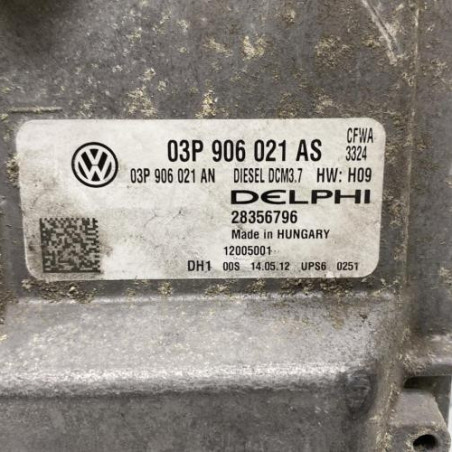 03P 906 021 AS CFWA
3324
03P 906 021 AN DIESEL DCM3.7 HW: H09
DELPHI
28356796
Made in HUNGARY
12005001
DH1 00S 14.05.12 UPS6 0251